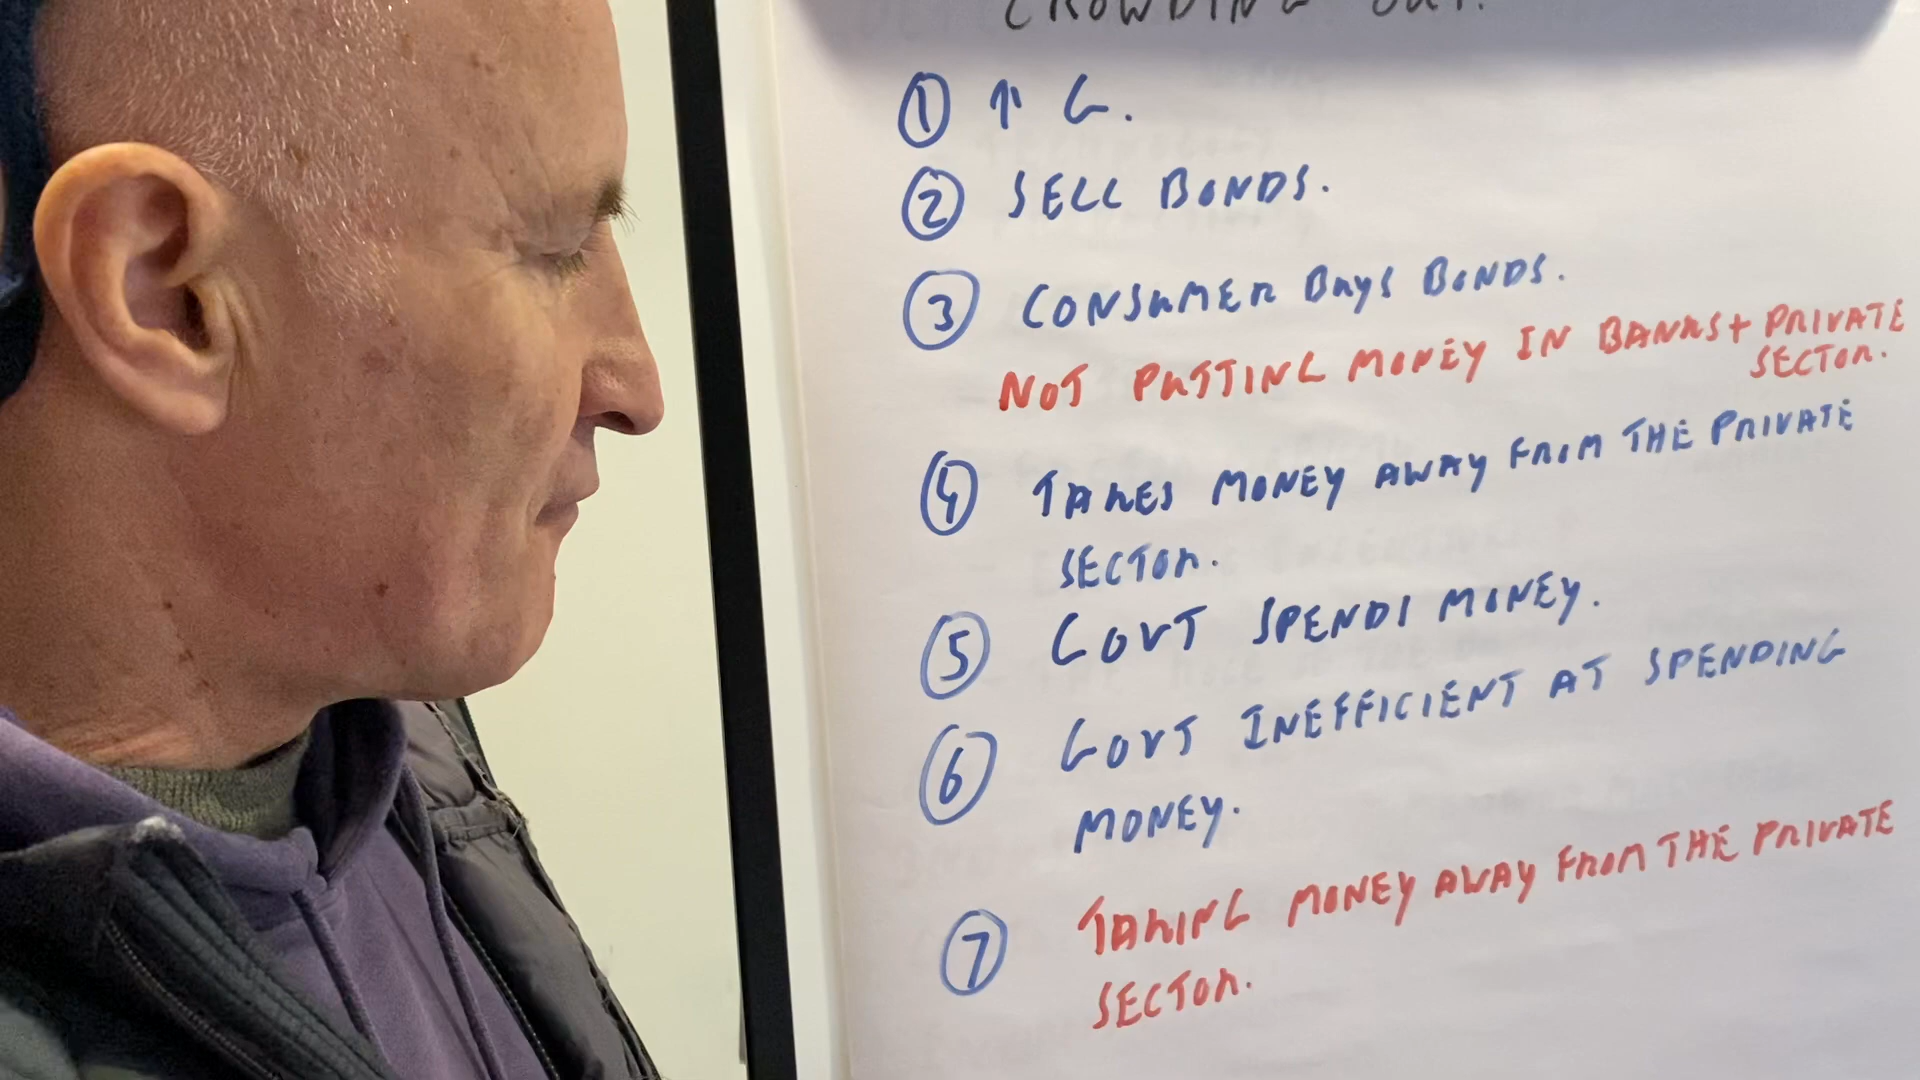 CROWDING OUT.
① ↑ G.
② SELL BONDS.
③ CONSUMER BUYS BONDS.
NOT PUTTING MONEY IN BANKS + PRIVATE
SECTOR.
④ TAKES MONEY AWAY FROM THE PRIVATE
SECTOR.
⑤ GOVT SPENDS MONEY.
⑥ GOVT INEFFICIENT AT SPENDING
MONEY.
⑦ TAKING MONEY AWAY FROM THE PRIVATE
SECTOR.